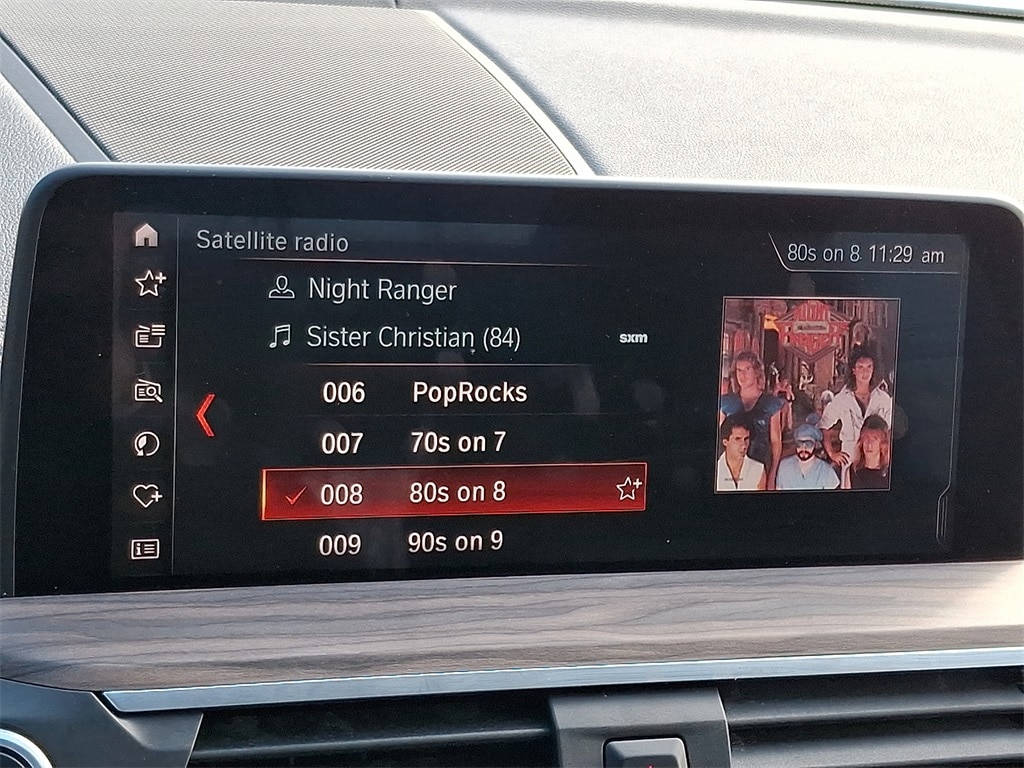 Satellite radio
80s on 8 11:29 am
Night Ranger
Sister Christian (84)
sxm
006 PopRocks
007 70s on 7
008 80s on 8
009 90s on 9